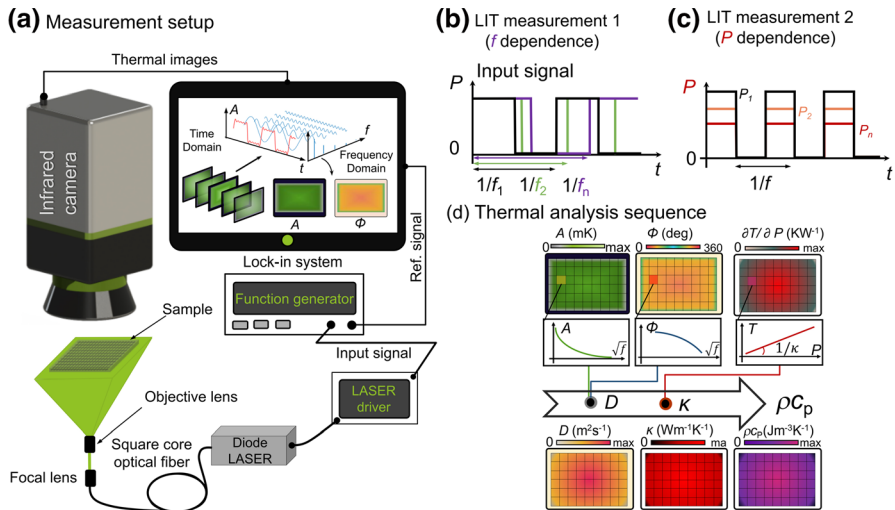 (a) Measurement setup
Thermal images
Infrared
camera
A
f
t
Time
Domain
Frequency
Domain
A
Φ
Ref. signal
Lock-in system
Function generator
Input signal
LASER
driver
Sample
Objective lens
Square core
optical fiber
Diode
LASER
Focal lens
(b) LIT measurement 1
(f dependence)
P Input signal
0
t
1/f1 1/f2 1/fn
(c) LIT measurement 2
(P dependence)
P
P1
P2
Pn
0
t
1/f
(d) Thermal analysis sequence
A (mK)
0 max
Φ (deg)
0 360
∂T/∂P (KW-1)
0 max
A
√f
Φ
√f
T
1/κ
P
D κ ρcp
D (m2s-1)
0 max
κ (Wm-1K-1)
0 ma
ρcP(Jm-3K-1)
0 max